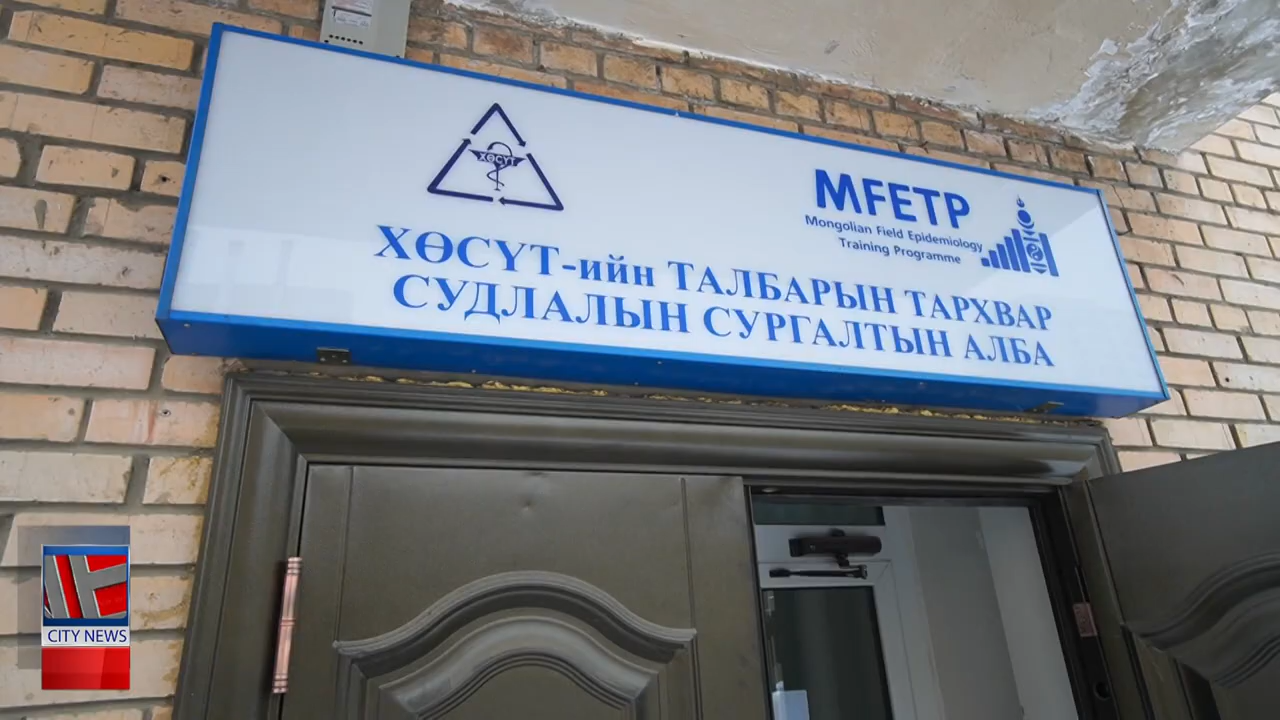 ХӨСҮТ
MFETP
Mongolian Field Epidemiology
Training Programme
ХӨСҮТ-ийн ТАЛБАРЫН ТАРХВАР
СУДЛАЛЫН СУРГАЛТЫН АЛБА
CITY NEWS